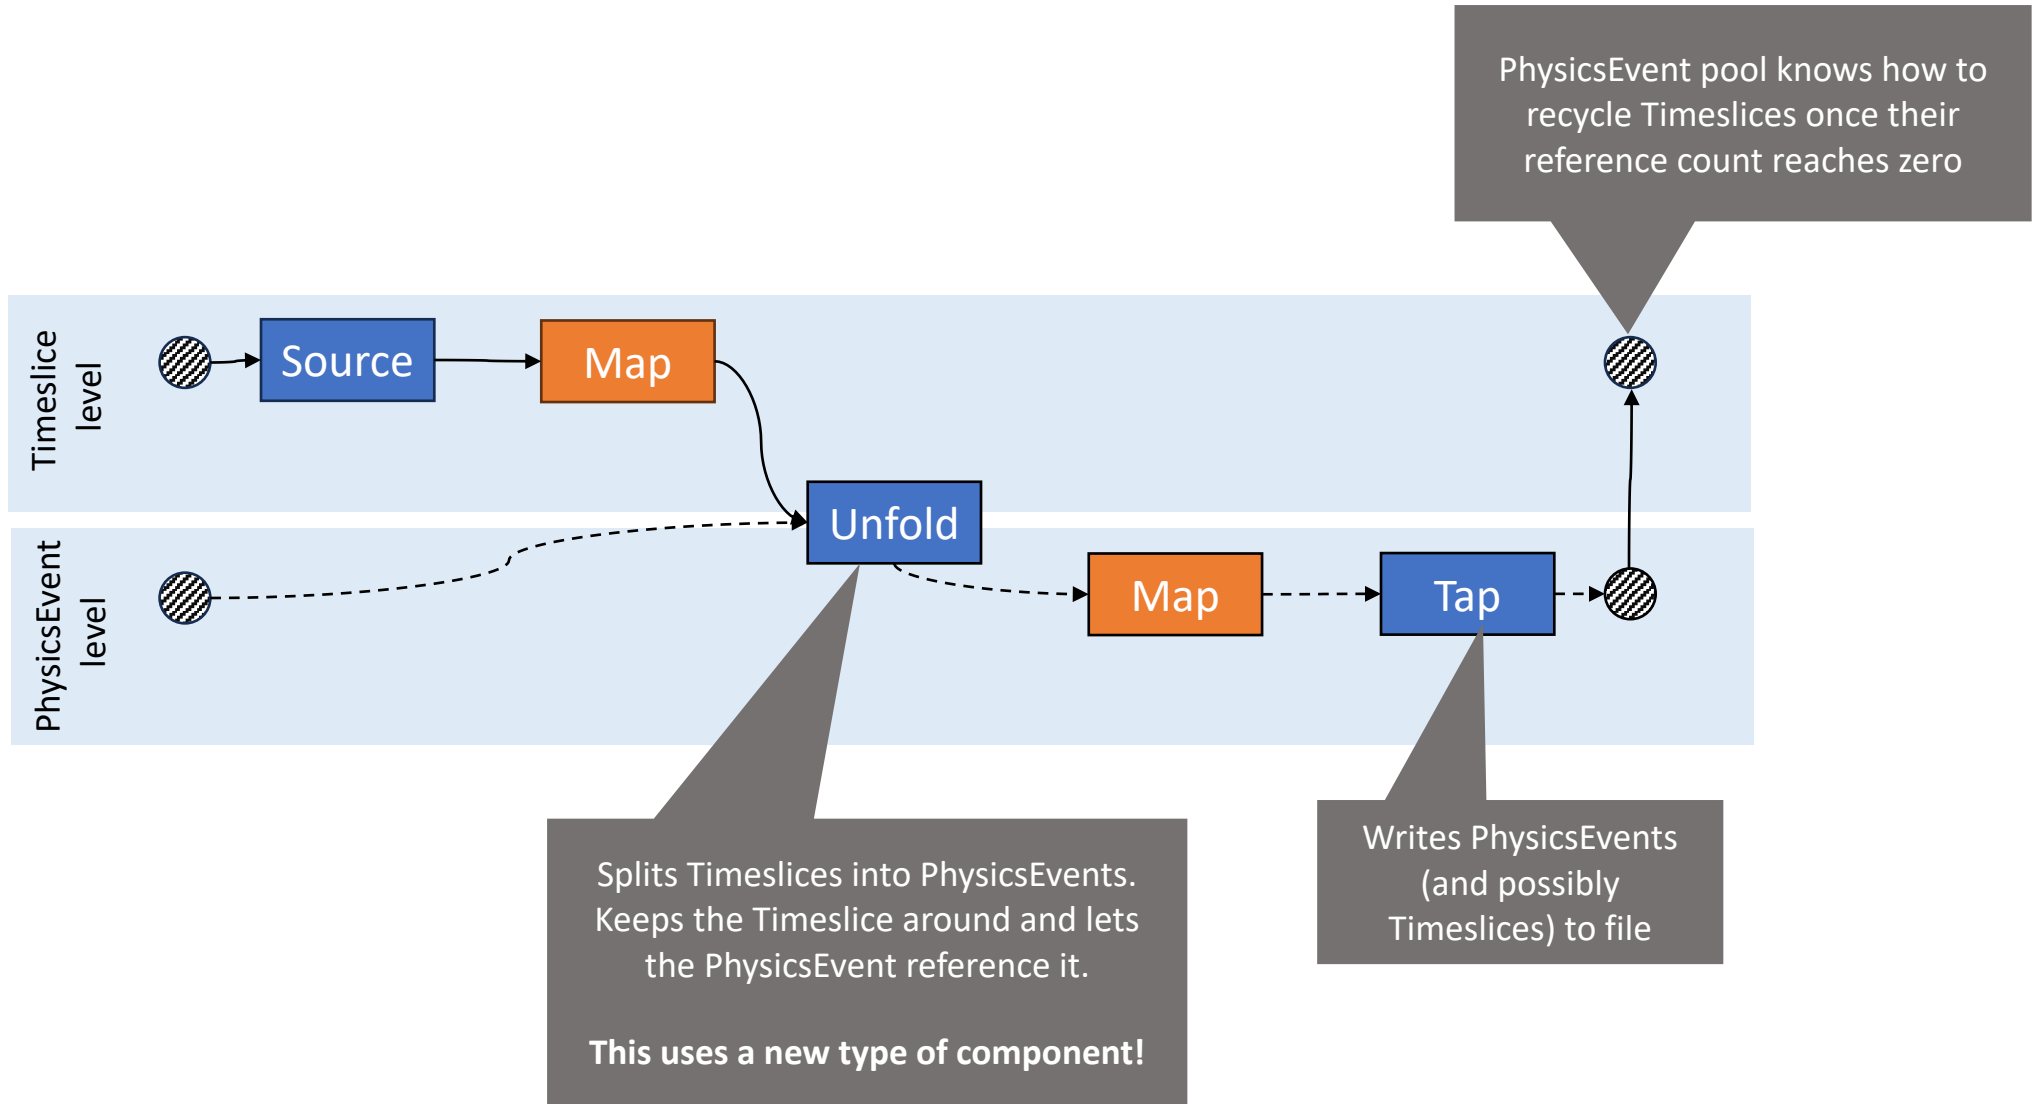 PhysicsEvent pool knows how to
recycle Timeslices once their
reference count reaches zero
Timeslice
level
Source
Map
Unfold
PhysicsEvent
level
Map
Tap
Splits Timeslices into PhysicsEvents.
Keeps the Timeslice around and lets
the PhysicsEvent reference it.
This uses a new type of component!
Writes PhysicsEvents
(and possibly
Timeslices) to file